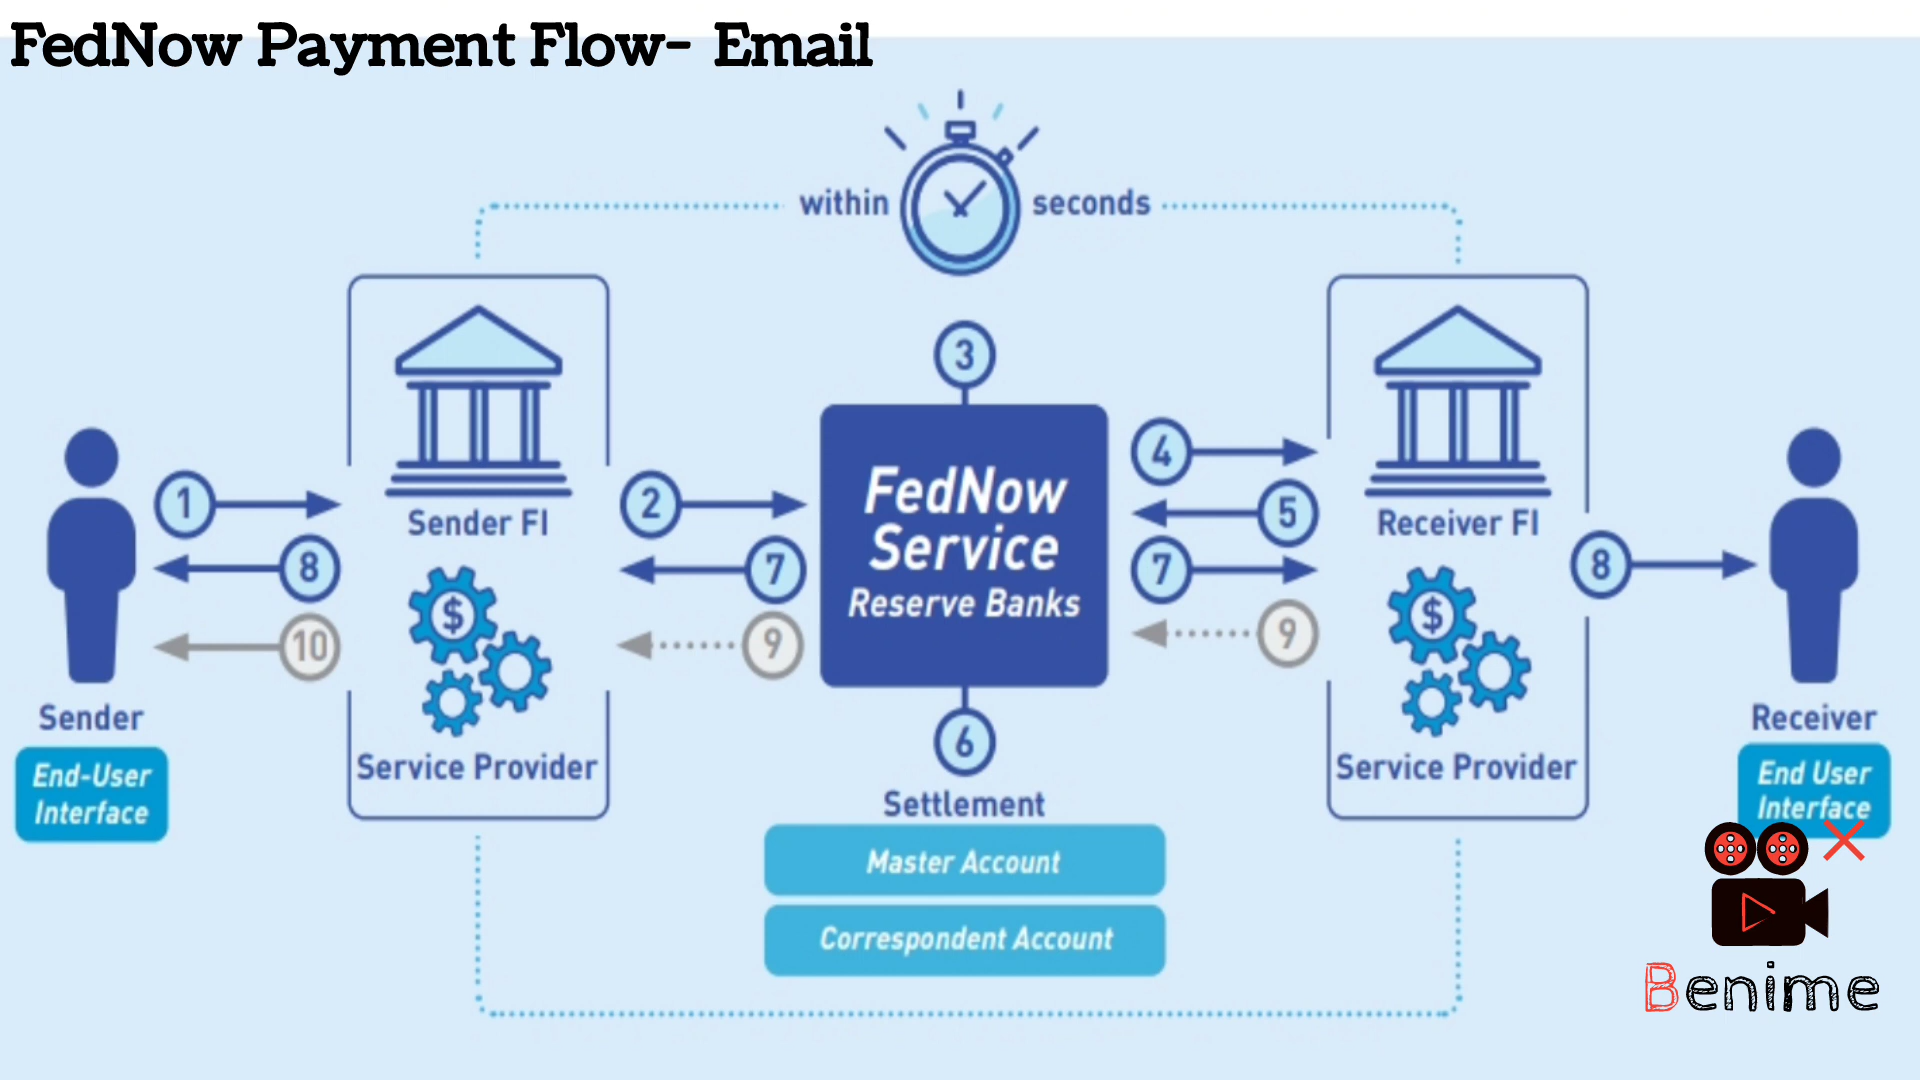 FedNow Payment Flow- Email
within seconds
3
4
1
2
FedNow
Service
Reserve Banks
5
Sender FI
Receiver FI
8
7
7
8
$
$
10
9
9
Sender
Receiver
End-User
Interface
Service Provider
6
Service Provider
End User
Interface
Settlement
Master Account
Correspondent Account
Benime